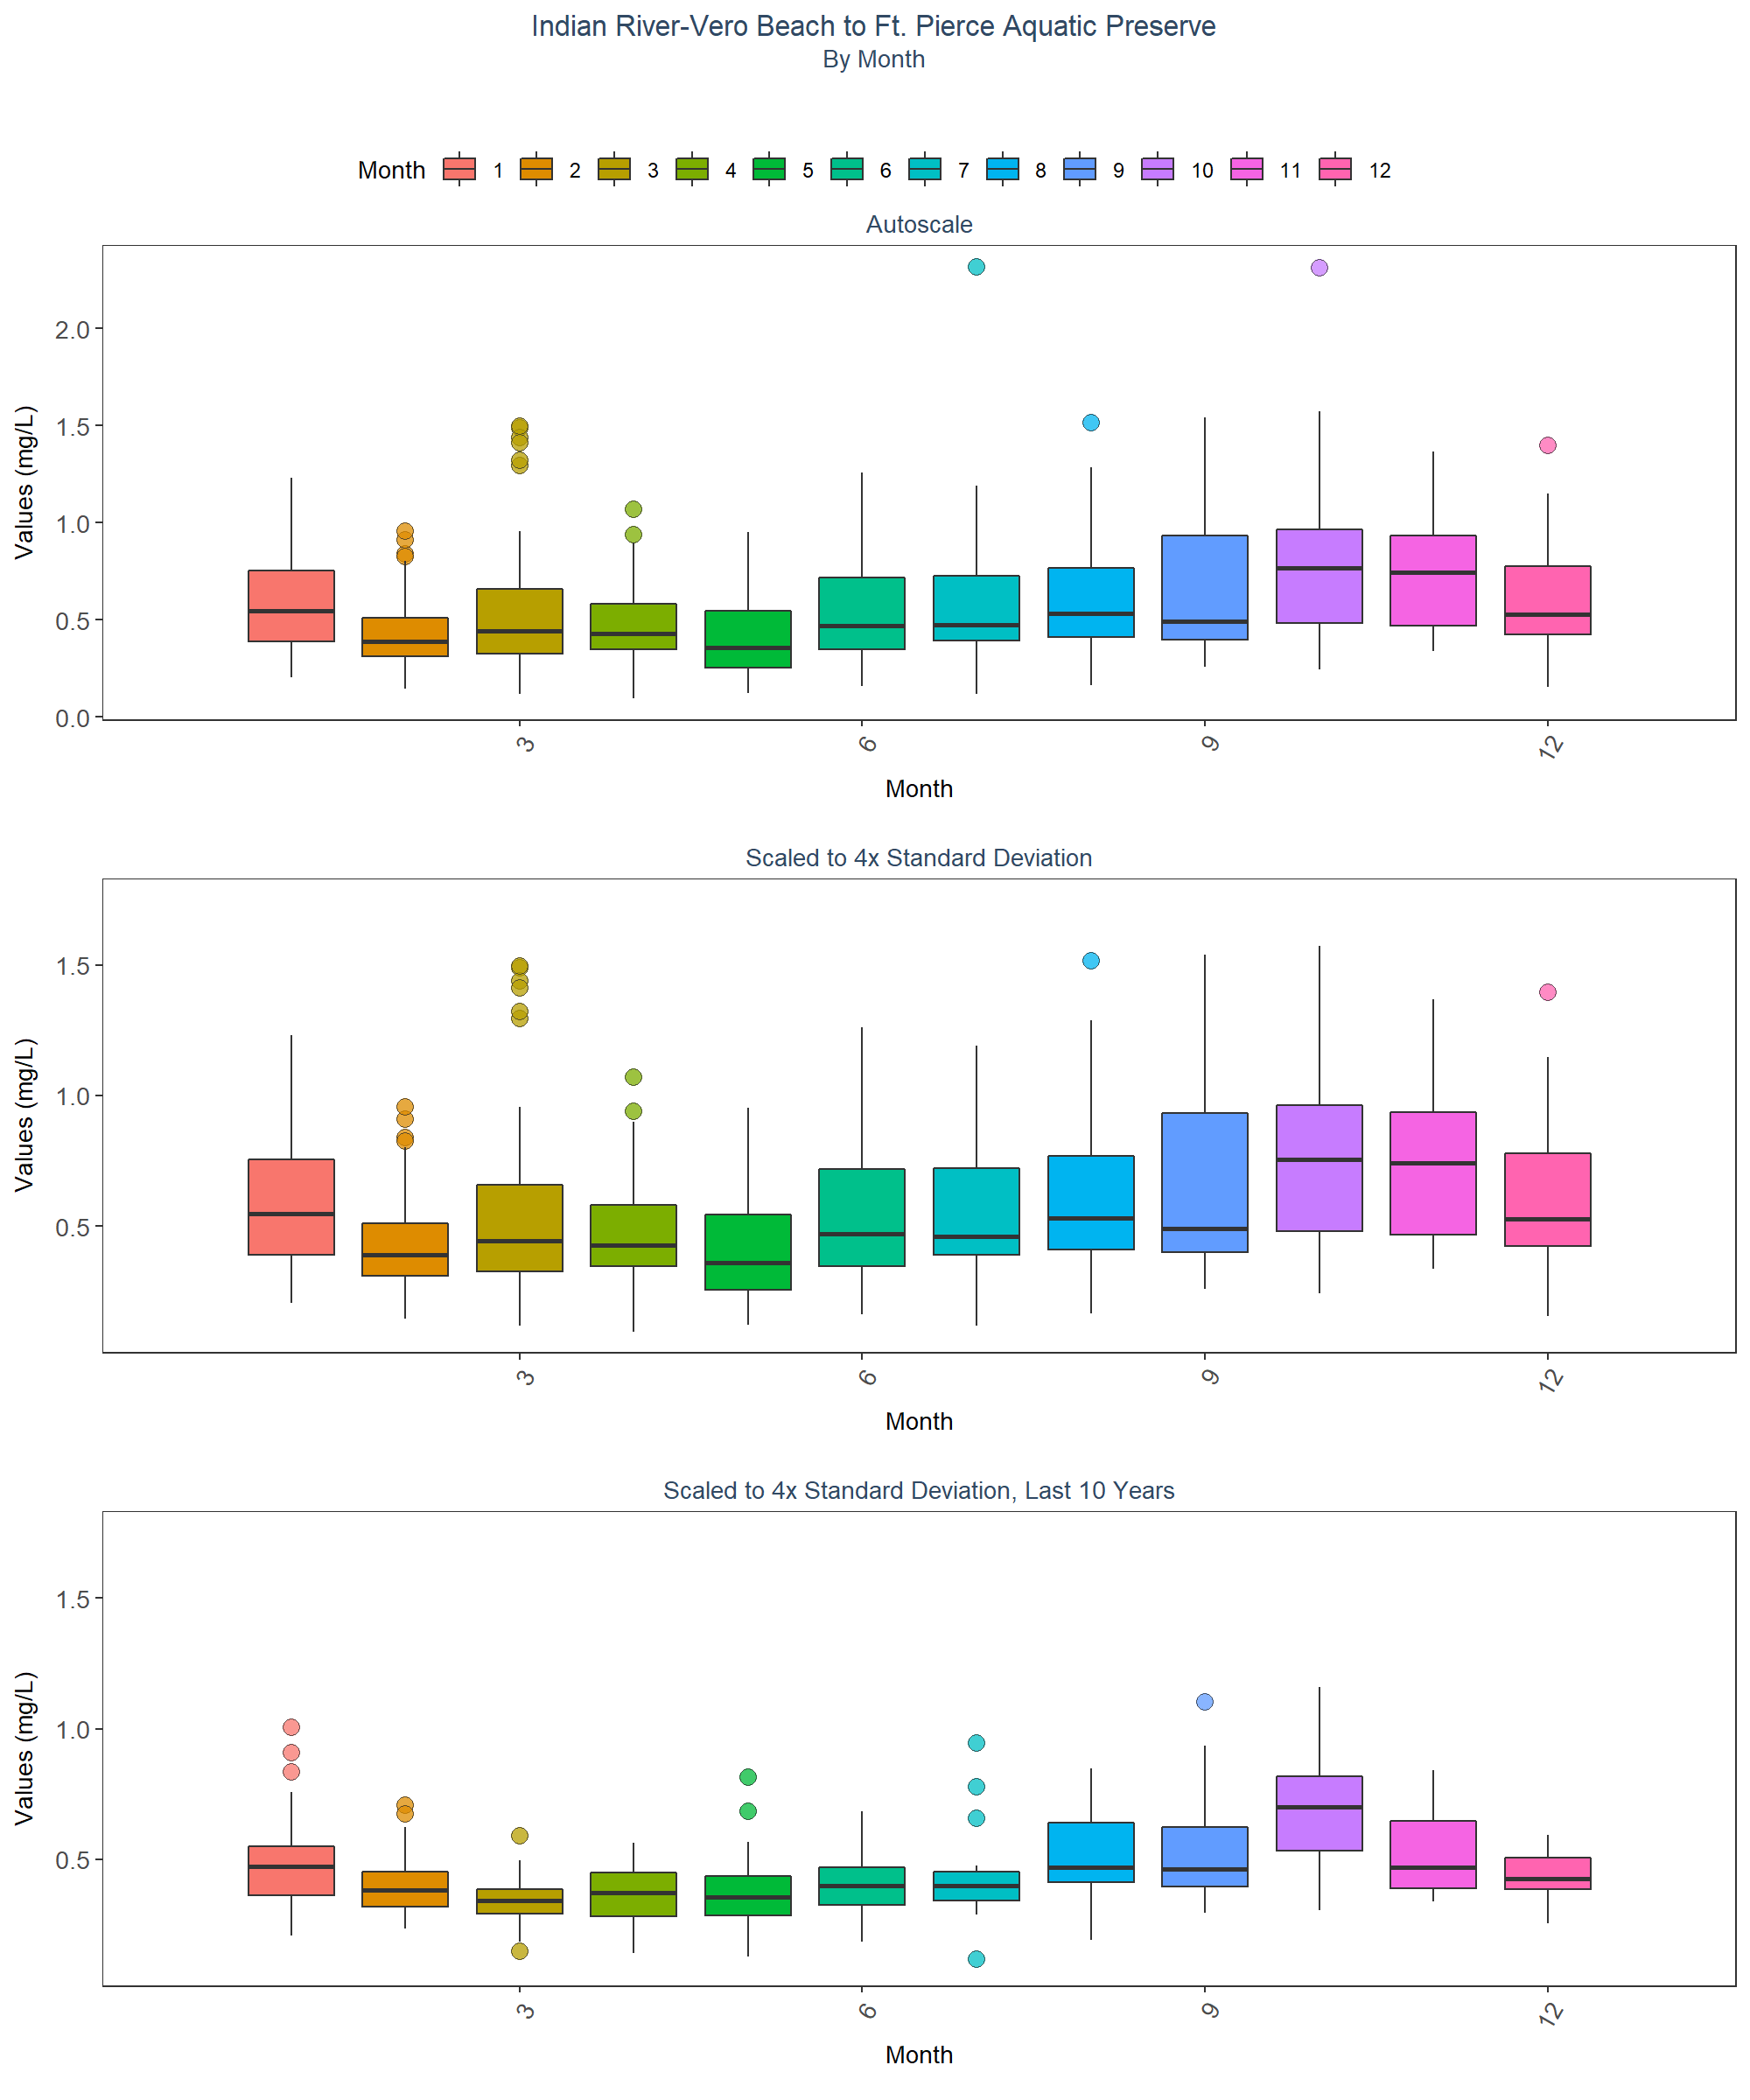 Indian River-Vero Beach to Ft. Pierce Aquatic Preserve
By Month
Month 1 2 3 4 5 6 7 8 9 10 11 12
Autoscale
Values (mg/L)
2.0
1.5
1.0
0.5
0.0
3 6 9 12
Month
Scaled to 4x Standard Deviation
Values (mg/L)
1.5
1.0
0.5
3 6 9 12
Month
Scaled to 4x Standard Deviation, Last 10 Years
Values (mg/L)
1.5
1.0
0.5
3 6 9 12
Month